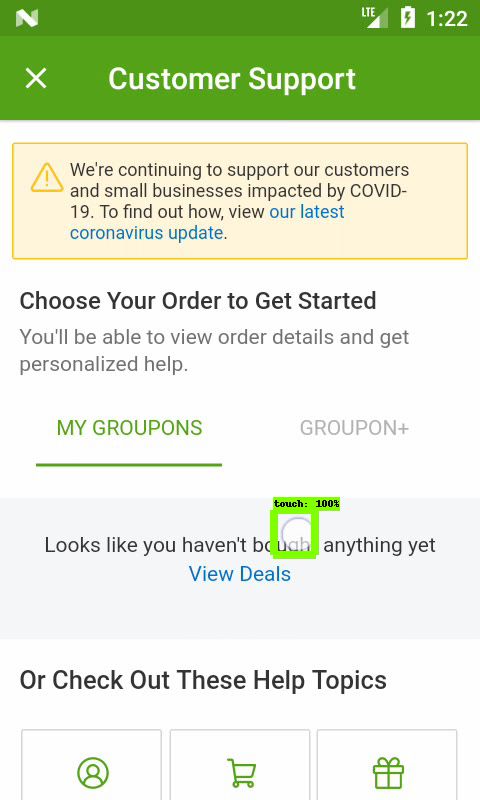 LTE 1:22
Customer Support
We're continuing to support our customers
and small businesses impacted by COVID-
19. To find out how, view our latest
coronavirus update.
Choose Your Order to Get Started
You'll be able to view order details and get
personalized help.
MY GROUPONS GROUPON+
touch: 100%
Looks like you haven't bought anything yet
View Deals
Or Check Out These Help Topics